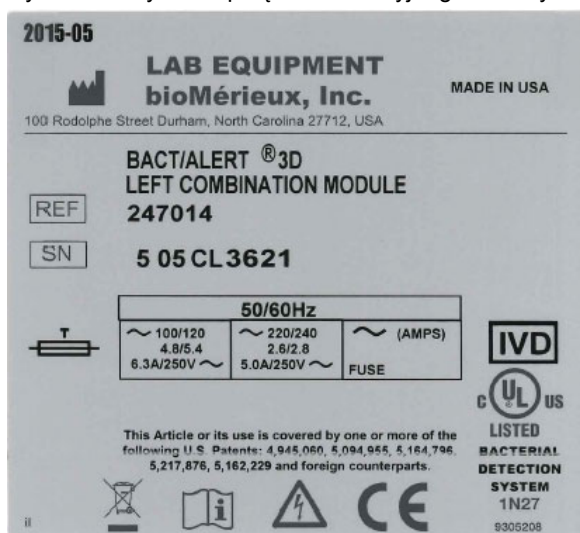 2015-05
LAB EQUIPMENT
bioMérieux, Inc.
MADE IN USA
100 Rodolphe Street Durham, North Carolina 27712, USA
BACT/ALERT ®3D
LEFT COMBINATION MODULE
REF 247014
SN 5 05 CL3621
50/60Hz
T
~ 100/120 ~ 220/240 ~ (AMPS)
4.8/5.4 2.6/2.8
6.3A/250V ~ 5.0A/250V ~ FUSE
IVD
C UL US
LISTED
BACTERIAL
DETECTION
SYSTEM
1N27
9305208
This Article or its use is covered by one or more of the
following U.S. Patents: 4,945,060, 5,094,955, 5,164,796.
5,217,876, 5,162,229 and foreign counterparts.
i
CE